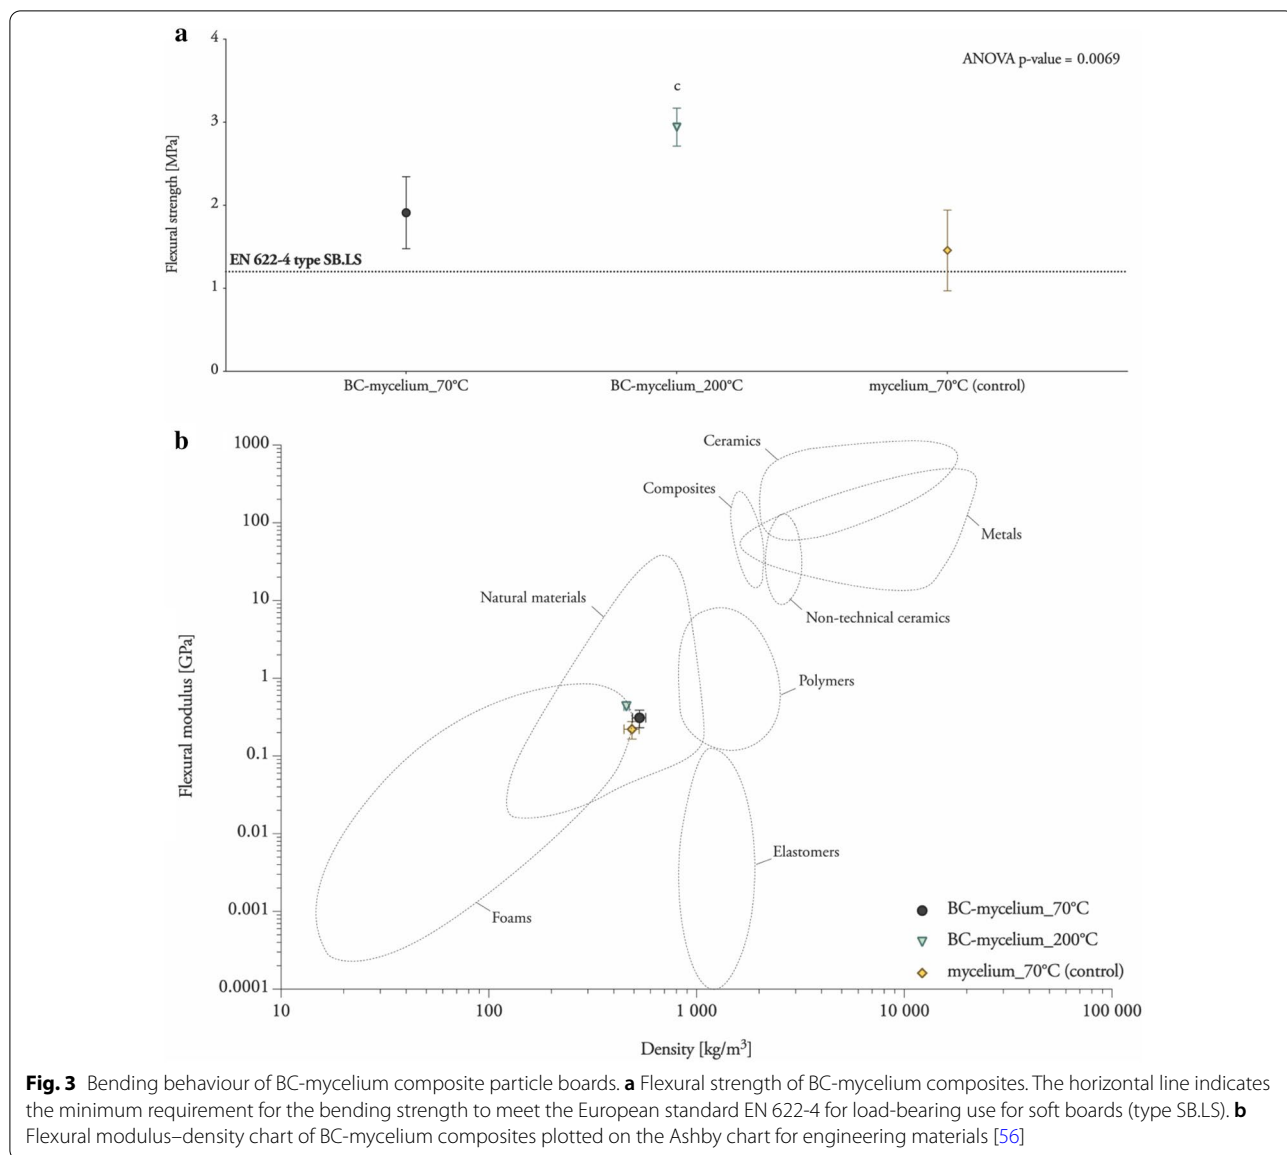 a
4
ANOVA p-value = 0.0069
c
3
Flexural strength [MPa]
2
EN 622-4 type SB.LS
1
0
BC-mycelium_70°C
BC-mycelium_200°C
mycelium_70°C (control)
b
1000
Ceramics
Composites
100
Metals
Natural materials
10
Non-technical ceramics
Flexural modulus [GPa]
1
Polymers
0.1
0.01
Elastomers
0.001
Foams
BC-mycelium_70°C
BC-mycelium_200°C
mycelium_70°C (control)
0.0001
10
100
1 000
10 000
100 000
Density [kg/m³]
Fig. 3 Bending behaviour of BC-mycelium composite particle boards. a Flexural strength of BC-mycelium composites. The horizontal line indicates
the minimum requirement for the bending strength to meet the European standard EN 622-4 for load-bearing use for soft boards (type SB.LS). b
Flexural modulus–density chart of BC-mycelium composites plotted on the Ashby chart for engineering materials [56]